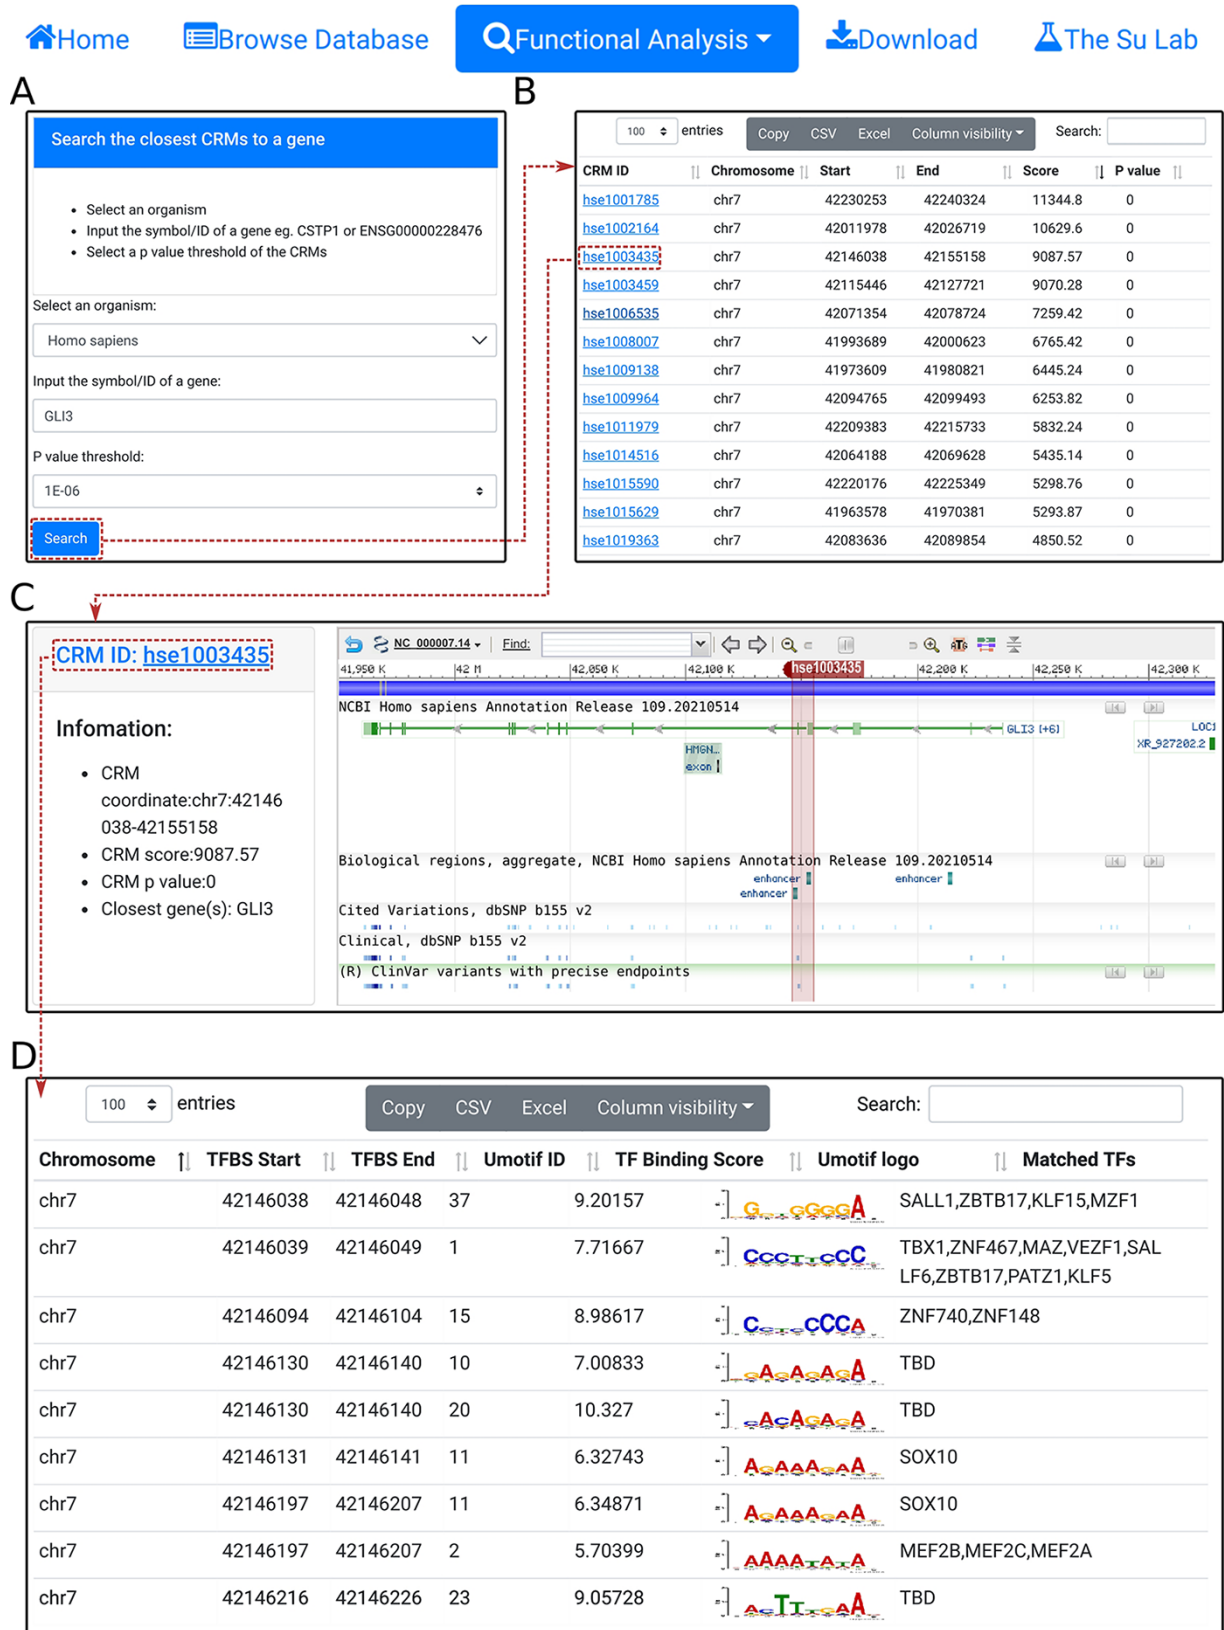 Home Browse Database Functional Analysis Download The Su Lab
A
Search the closest CRMs to a gene
• Select an organism
• Input the symbol/ID of a gene eg. CSTP1 or ENSG00000228476
• Select a p value threshold of the CRMs
Select an organism:
Homo sapiens
Input the symbol/ID of a gene:
GLI3
P value threshold:
1E-06
Search
B
100 entries Copy CSV Excel Column visibility Search:
CRM ID Chromosome Start End Score P value
hse1001785 chr7 42230253 42240324 11344.8 0
hse1002164 chr7 42011978 42026719 10629.6 0
hse1003435 chr7 42146038 42155158 9087.57 0
hse1003459 chr7 42115446 42127721 9070.28 0
hse1006535 chr7 42071354 42078724 7259.42 0
hse1008007 chr7 41993689 42000623 6765.42 0
hse1009138 chr7 41973609 41980821 6445.24 0
hse1009964 chr7 42094765 42099493 6253.82 0
hse1011979 chr7 42209383 42215733 5832.24 0
hse1014516 chr7 42064188 42069628 5435.14 0
hse1015590 chr7 42220176 42225349 5298.76 0
hse1015629 chr7 41963578 41970381 5293.87 0
hse1019363 chr7 42083636 42089854 4850.52 0
C
CRM ID: hse1003435
Infomation:
• CRM
coordinate:chr7:42146
038-42155158
• CRM score:9087.57
• CRM p value:0
• Closest gene(s): GLI3
NC_000007.14 Find:
41,950 K 42 M 42,050 K 42,100 K hse1003435 42,200 K 42,250 K 42,300 K
NCBI Homo sapiens Annotation Release 109.20210514
GLI3 [+6] LOC1
XR_927202.2
HMGN...
exon
Biological regions, aggregate, NCBI Homo sapiens Annotation Release 109.20210514
enhancer enhancer
enhancer
Cited Variations, dbSNP b155 v2
Clinical, dbSNP b155 v2
(R) ClinVar variants with precise endpoints
D
100 entries Copy CSV Excel Column visibility Search:
Chromosome TFBS Start TFBS End Umotif ID TF Binding Score Umotif logo Matched TFs
chr7 42146038 42146048 37 9.20157 SALL1,ZBTB17,KLF15,MZF1
chr7 42146039 42146049 1 7.71667 TBX1,ZNF467,MAZ,VEZF1,SAL
LF6,ZBTB17,PATZ1,KLF5
chr7 42146094 42146104 15 8.98617 ZNF740,ZNF148
chr7 42146130 42146140 10 7.00833 TBD
chr7 42146130 42146140 20 10.327 TBD
chr7 42146131 42146141 11 6.32743 SOX10
chr7 42146197 42146207 11 6.34871 SOX10
chr7 42146197 42146207 2 5.70399 MEF2B,MEF2C,MEF2A
chr7 42146216 42146226 23 9.05728 TBD